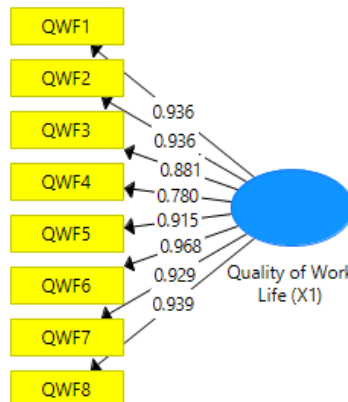 QWF1
QWF2
QWF3
QWF4
QWF5
QWF6
QWF7
QWF8
0.936
0.936
0.881
0.780
0.915
0.968
0.929
0.939
Quality of Work
Life (X1)